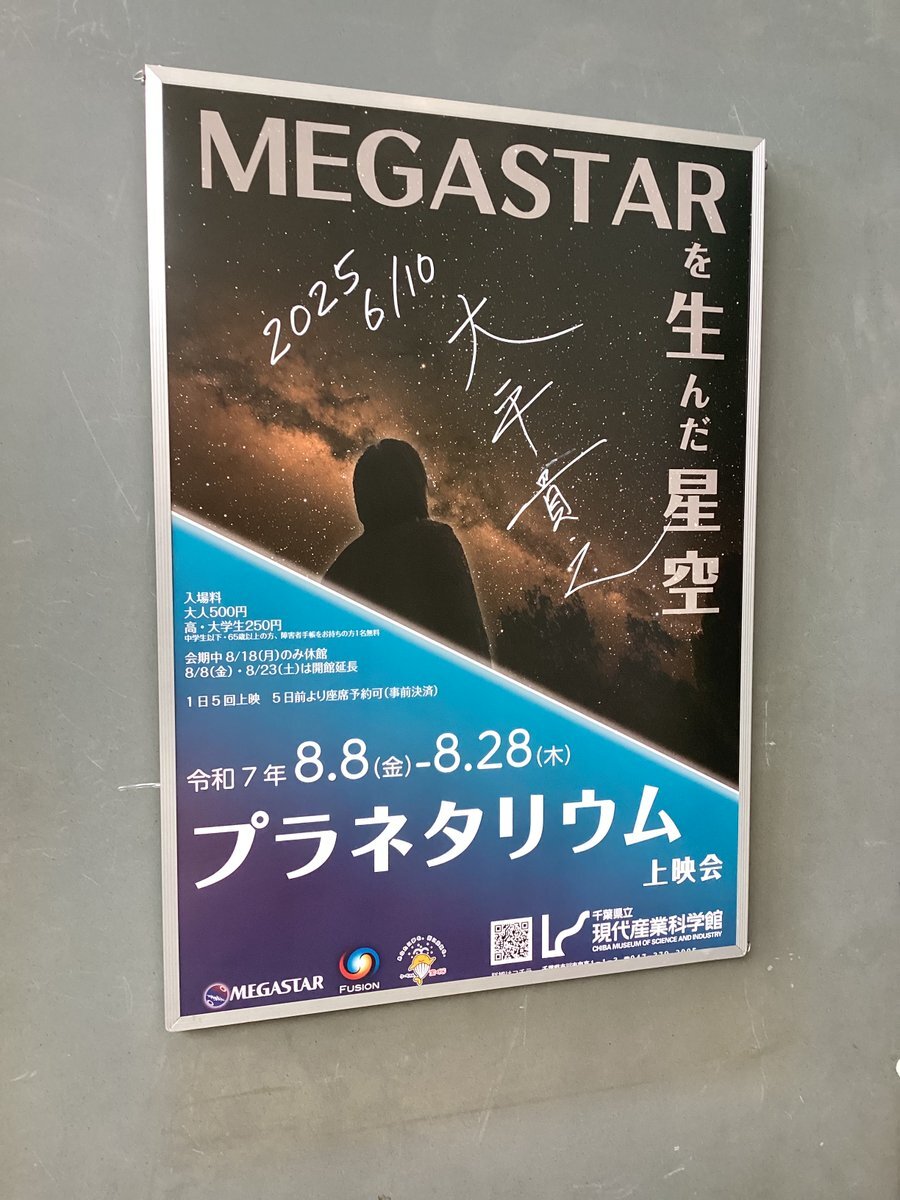 MEGASTAR
を生んだ星空
2025
6/10
大平貴之
入場料
大人500円
高・大学生250円
中学生以下・65歳以上の方、障害者手帳をお持ちの方1名無料
会期中 8/18(月)のみ休館
8/8(金)・8/23(土)は開館延長
1日5回上映 5日前より座席予約可(事前決済)
令和7年 8.8(金)-8.28(木)
プラネタリウム
上映会
千葉県立
現代産業科学館
CHIBA MUSEUM OF SCIENCE AND INDUSTRY
MEGASTAR
FUSION